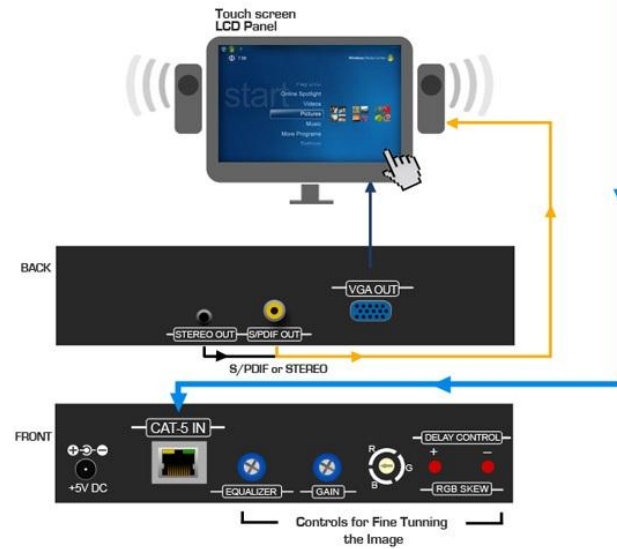 Touch screen
LCD Panel
start
Online Spotlight
Videos
Pictures
Music
More Programs
BACK
VGA OUT
STEREO OUT
S/PDIF OUT
S/PDIF or STEREO
FRONT
CAT-5 IN
+5V DC
EQUALIZER
GAIN
R
G
B
DELAY CONTROL
+ −
RGB SKEW
Controls for Fine Tunning
the Image